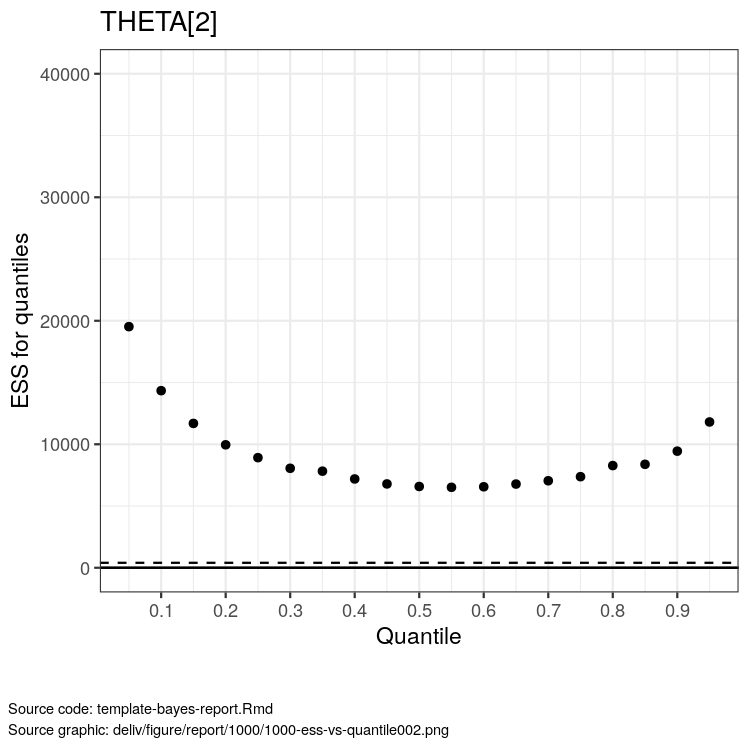 THETA[2]
40000
30000
20000
10000
0
ESS for quantiles
0.1 0.2 0.3 0.4 0.5 0.6 0.7 0.8 0.9
Quantile
Source code: template-bayes-report.Rmd
Source graphic: deliv/figure/report/1000/1000-ess-vs-quantile002.png